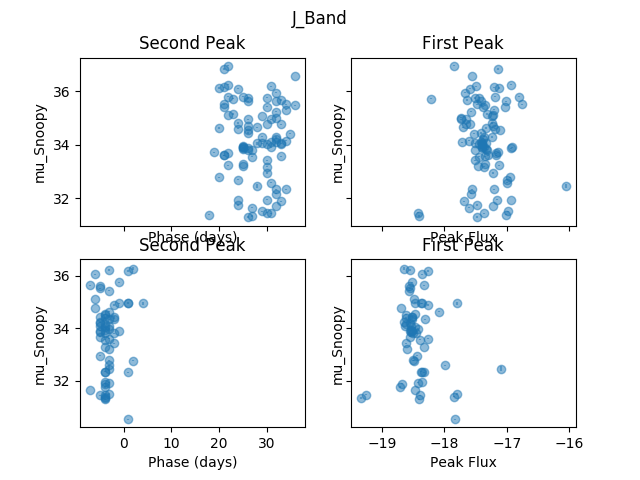 J_Band
Second Peak
First Peak
36
34
32
mu_Snoopy
mu_Snoopy
Phase (days)
Peak Flux
Second Peak
First Peak
36
34
32
mu_Snoopy
mu_Snoopy
0
10
20
30
−19
−18
−17
−16
Phase (days)
Peak Flux